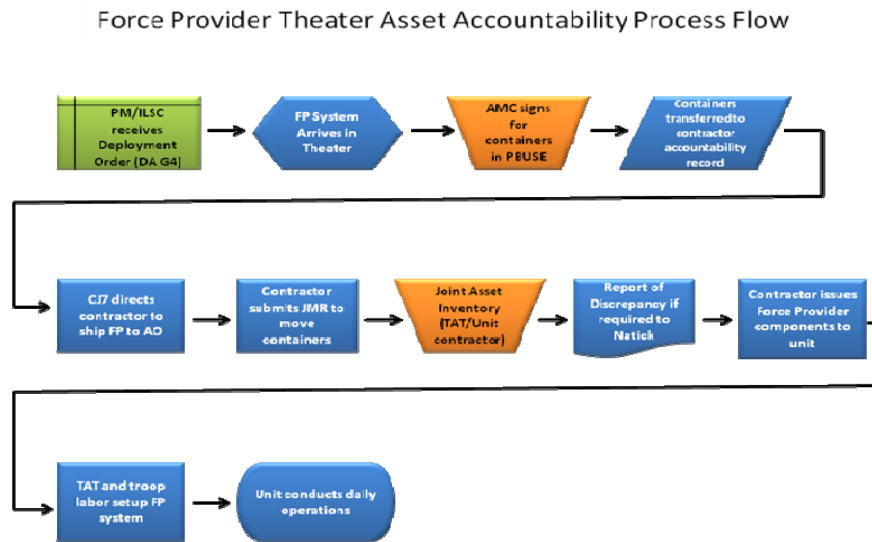 Force Provider Theater Asset Accountability Process Flow
PM/ILSC
receives
Deployment
Order (DA G4)
FP System
Arrives in
Theater
AMC signs
for
containers
in PBUSE
Containers
transferred to
contractor
accountability
record
CJ7 directs
contractor to
ship FP to AO
Contractor
submits JMR to
move
containers
Joint Asset
Inventory
(TAT/Unit
contractor)
Report of
Discrepancy if
required to
Natick
Contractor issues
Force Provider
components to
unit
TAT and troop
labor setup FP
system
Unit conducts daily
operations